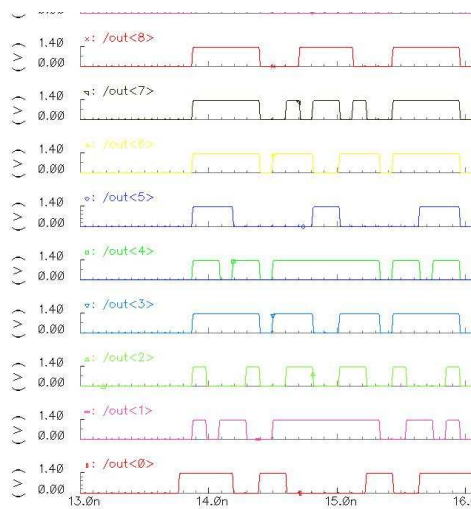 (V)
x: /out<8>
(V) 1.40
0.00
: /out<7>
(V) 1.40
0.00
: /out<6>
(V) 1.40
0.00
◇: /out<5>
(V) 1.40
0.00
□: /out<4>
(V) 1.40
0.00
▽: /out<3>
(V) 1.40
0.00
△: /out<2>
(V) 1.40
0.00
: /out<1>
(V) 1.40
0.00
: /out<0>
(V) 1.40
0.00
13.0n 14.0n 15.0n